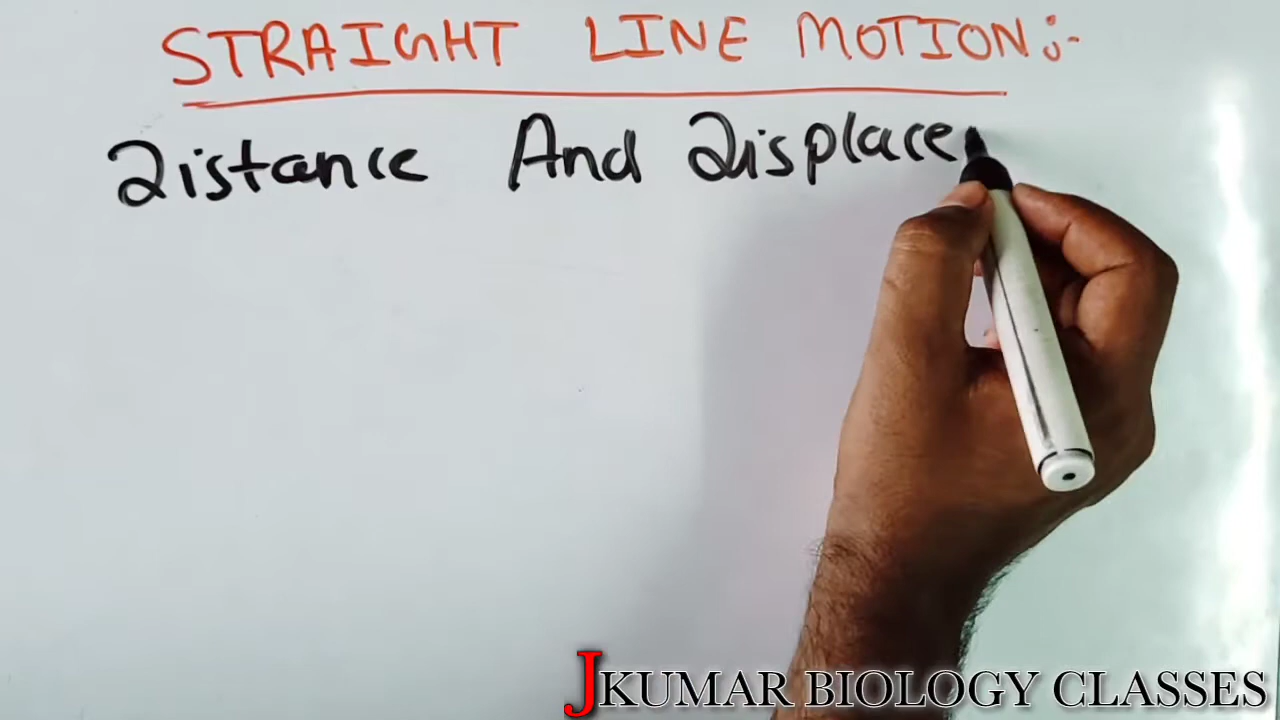 STRAIGHT LINE MOTION:-
Distance And Displace
JKUMAR BIOLOGY CLASSES